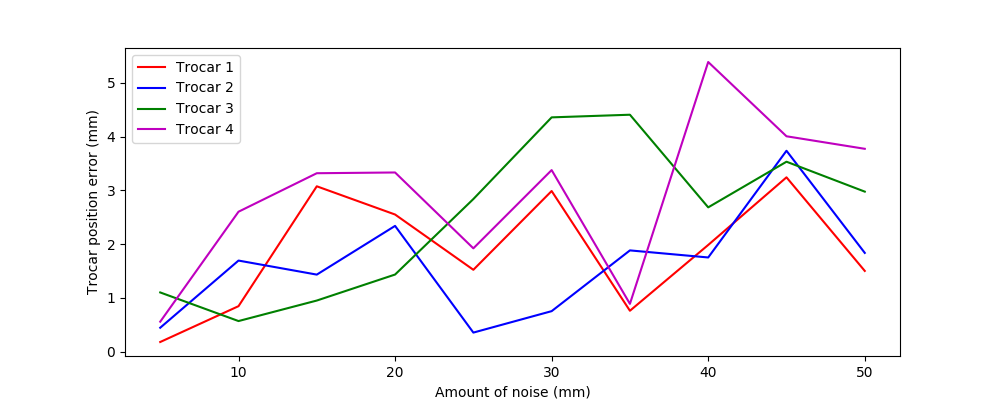 Trocar 1
Trocar 2
Trocar 3
Trocar 4
Trocar position error (mm)
5
4
3
2
1
0
10 20 30 40 50
Amount of noise (mm)